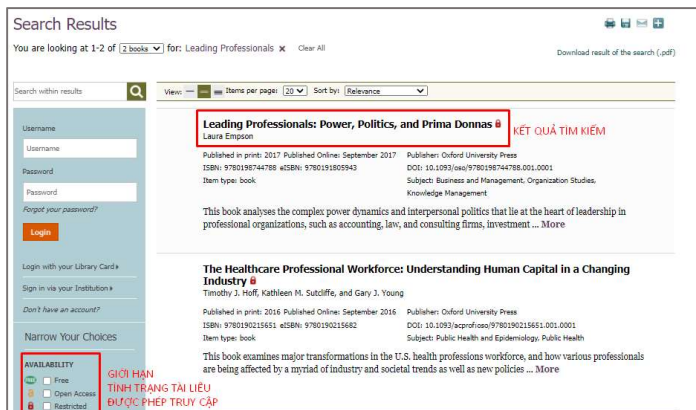 Search Results
You are looking at 1-2 of 2 books for: Leading Professionals x Clear All
Download result of the search (.pdf)
Search within results
View: Items per page: 20 Sort by: Relevance
Username
Username
Password
Password
Forgot your password?
Login
Login with your Library Card
Sign in via your Institution
Don't have an account?
Narrow Your Choices
AVAILABILITY
FREE Free
Open Access
Restricted
GIỚI HẠN
TÌNH TRẠNG TÀI LIỆU
ĐƯỢC PHÉP TRUY CẬP
Leading Professionals: Power, Politics, and Prima Donnas
KẾT QUẢ TÌM KIẾM
Laura Empson
Published in print: 2017 Published Online: September 2017 Publisher: Oxford University Press
ISBN: 9780198744788 eISBN: 9780191805943 DOI: 10.1093/oso/9780198744788.001.0001
Item type: book Subject: Business and Management, Organization Studies,
Knowledge Management
This book analyses the complex power dynamics and interpersonal politics that lie at the heart of leadership in
professional organizations, such as accounting, law, and consulting firms, investment ... More
The Healthcare Professional Workforce: Understanding Human Capital in a Changing
Industry
Timothy J. Hoff, Kathleen M. Sutcliffe, and Gary J. Young
Published in print: 2016 Published Online: September 2016 Publisher: Oxford University Press
ISBN: 9780190215651 eISBN: 9780190215682 DOI: 10.1093/acprof:oso/9780190215651.001.0001
Item type: book Subject: Public Health and Epidemiology, Public Health
This book examines major transformations in the U.S. health professions workforce, and how various professionals
are being affected by a myriad of industry and societal trends as well as new policies ... More